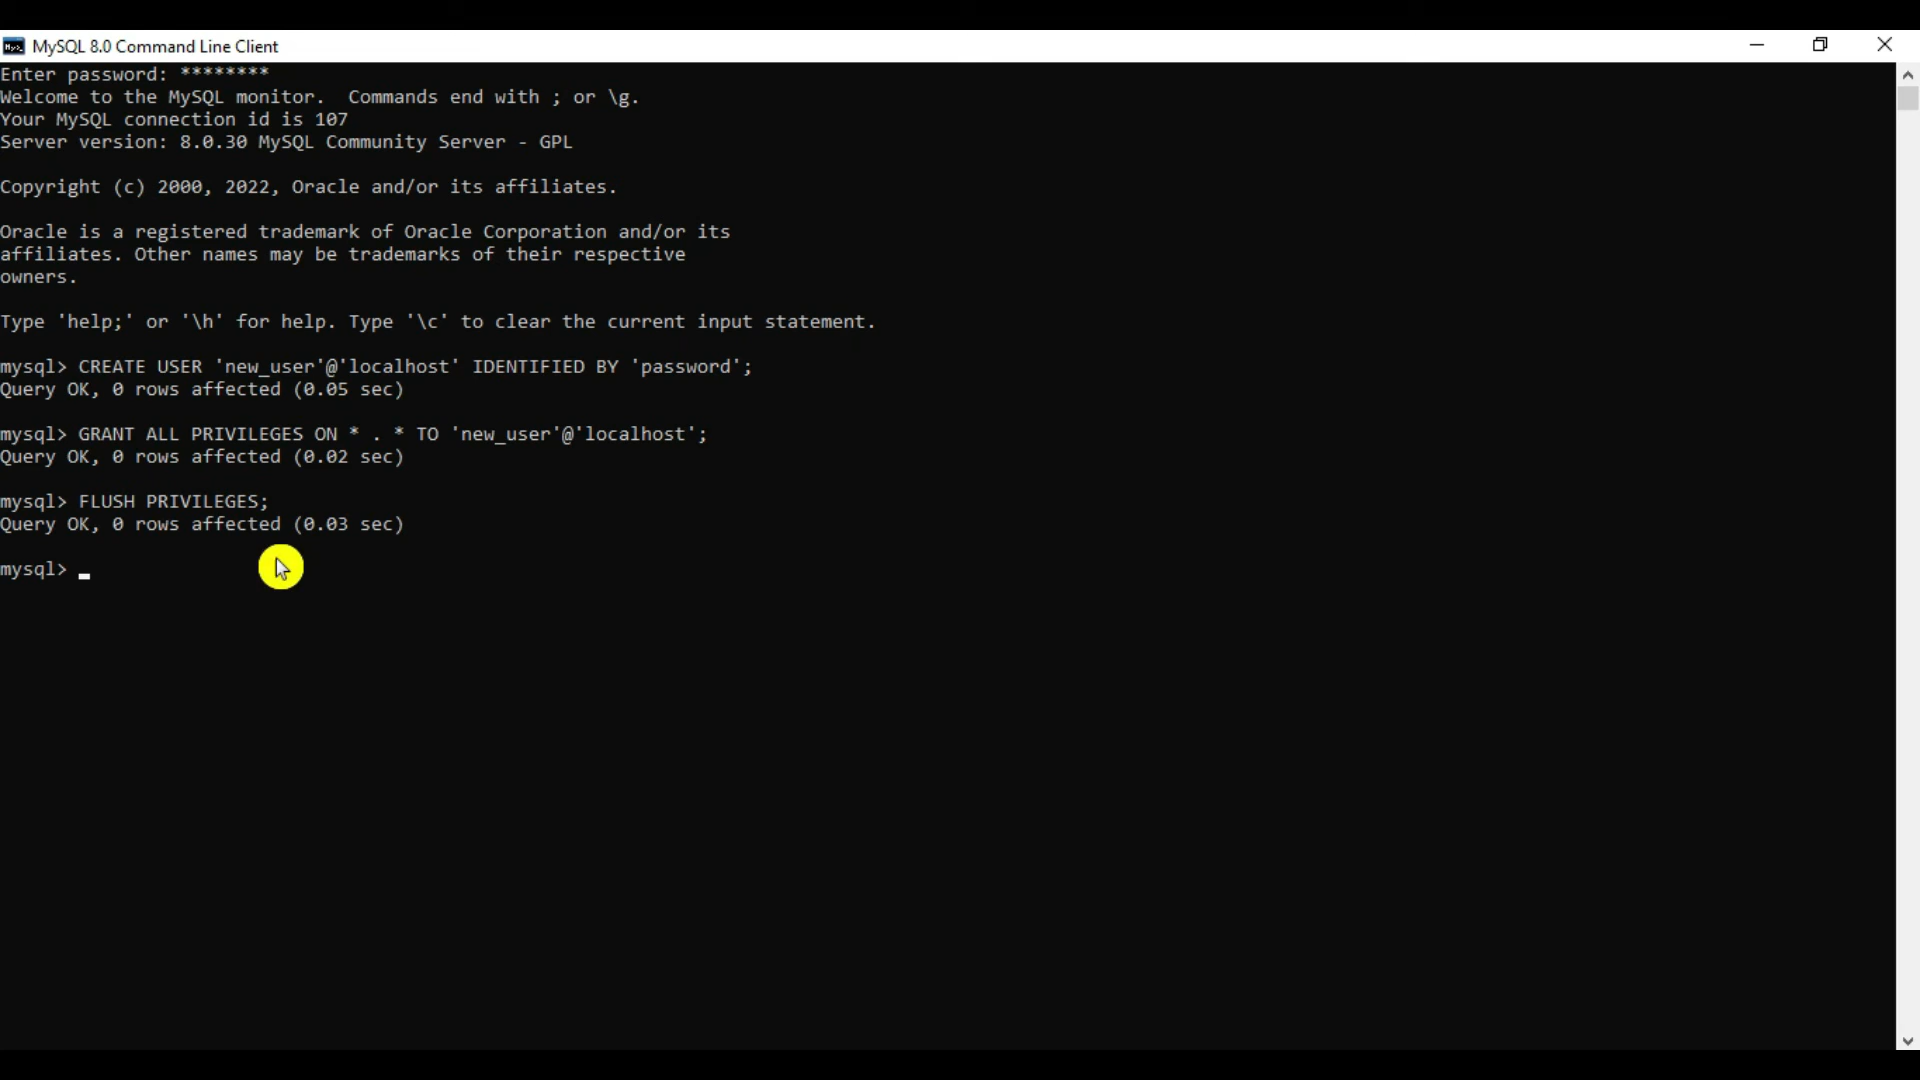 MySQL 8.0 Command Line Client
Enter password: ********
Welcome to the MySQL monitor.  Commands end with ; or \g.
Your MySQL connection id is 107
Server version: 8.0.30 MySQL Community Server - GPL
Copyright (c) 2000, 2022, Oracle and/or its affiliates.
Oracle is a registered trademark of Oracle Corporation and/or its
affiliates. Other names may be trademarks of their respective
owners.
Type 'help;' or '\h' for help. Type '\c' to clear the current input statement.
mysql> CREATE USER 'new_user'@'localhost' IDENTIFIED BY 'password';
Query OK, 0 rows affected (0.05 sec)
mysql> GRANT ALL PRIVILEGES ON * . * TO 'new_user'@'localhost';
Query OK, 0 rows affected (0.02 sec)
mysql> FLUSH PRIVILEGES;
Query OK, 0 rows affected (0.03 sec)
mysql>